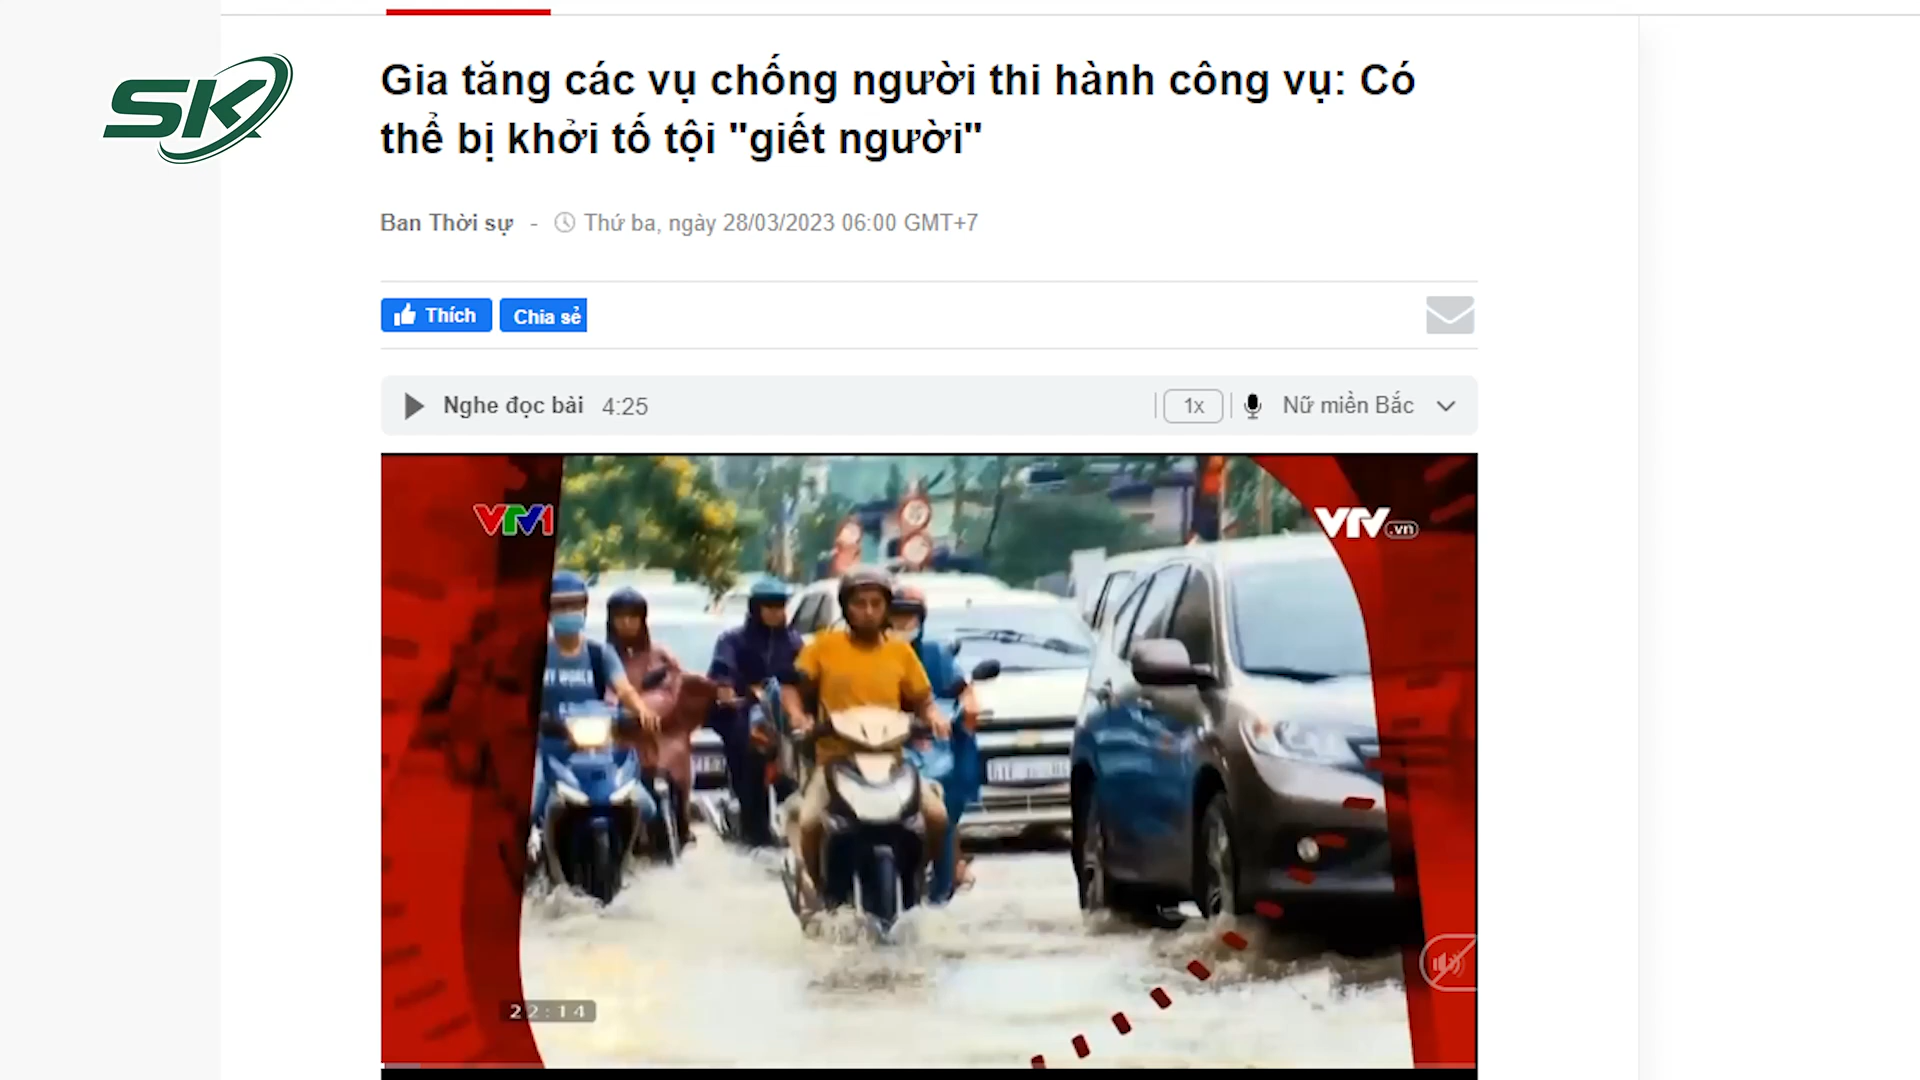 SK
Gia tăng các vụ chống người thi hành công vụ: Có
thể bị khởi tố tội "giết người"
Ban Thời sự - Thứ ba, ngày 28/03/2023 06:00 GMT+7
Thích Chia sẻ
Nghe đọc bài 4:25 1x Nữ miền Bắc
VTV1 VTV.vn
22:14